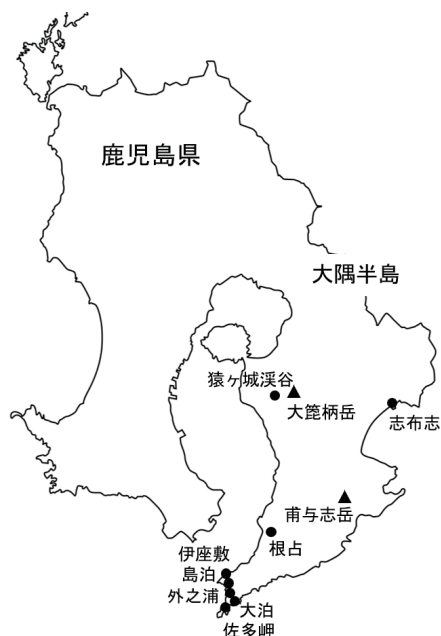 鹿児島県
大隅半島
猿ヶ城渓谷
大箆柄岳
志布志
甫与志岳
根占
伊座敷
島泊
外之浦
大泊
佐多岬